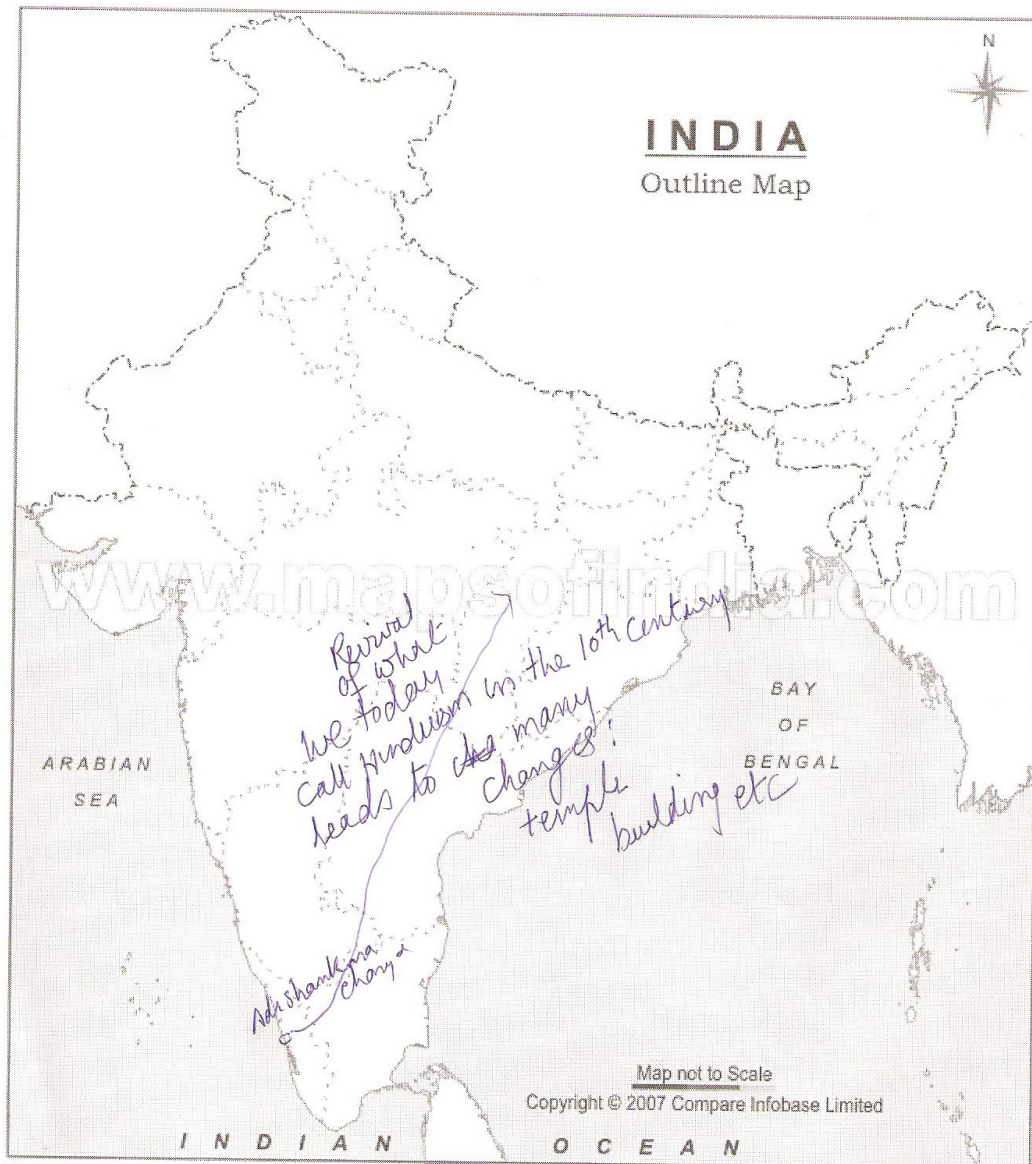 N
INDIA
Outline Map
www.mapsofindia.com
Revival
of what
we today
call Hinduism in the 10th century
leads to many
changes:
temple
building etc
ARABIAN
SEA
BAY
OF
BENGAL
Adishankara
charya
Map not to Scale
Copyright © 2007 Compare Infobase Limited
INDIAN OCEAN